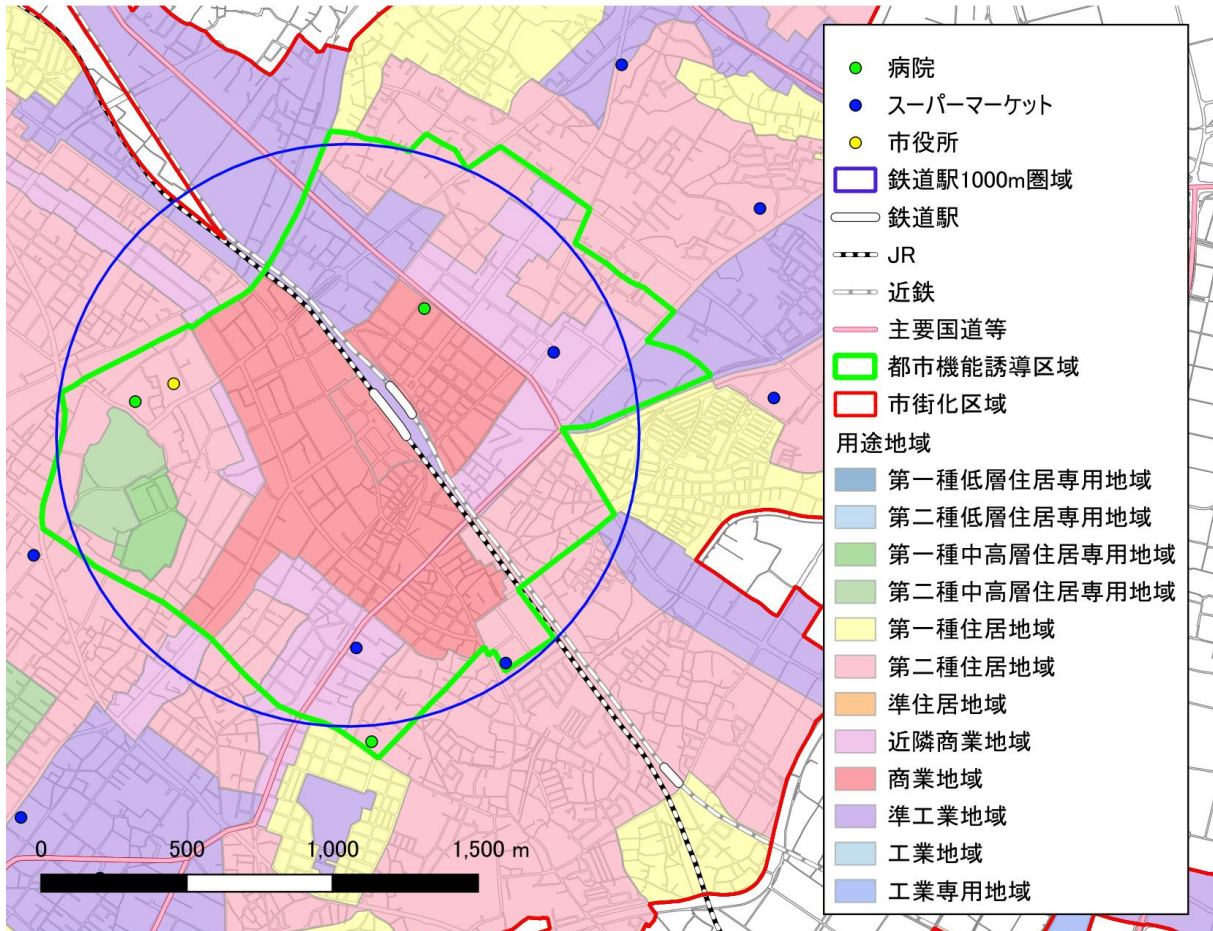 病院
スーパーマーケット
市役所
鉄道駅1000m圏域
鉄道駅
JR
近鉄
主要国道等
都市機能誘導区域
市街化区域
用途地域
第一種低層住居専用地域
第二種低層住居専用地域
第一種中高層住居専用地域
第二種中高層住居専用地域
第一種住居地域
第二種住居地域
準住居地域
近隣商業地域
商業地域
準工業地域
工業地域
工業専用地域
0 500 1,000 1,500 m